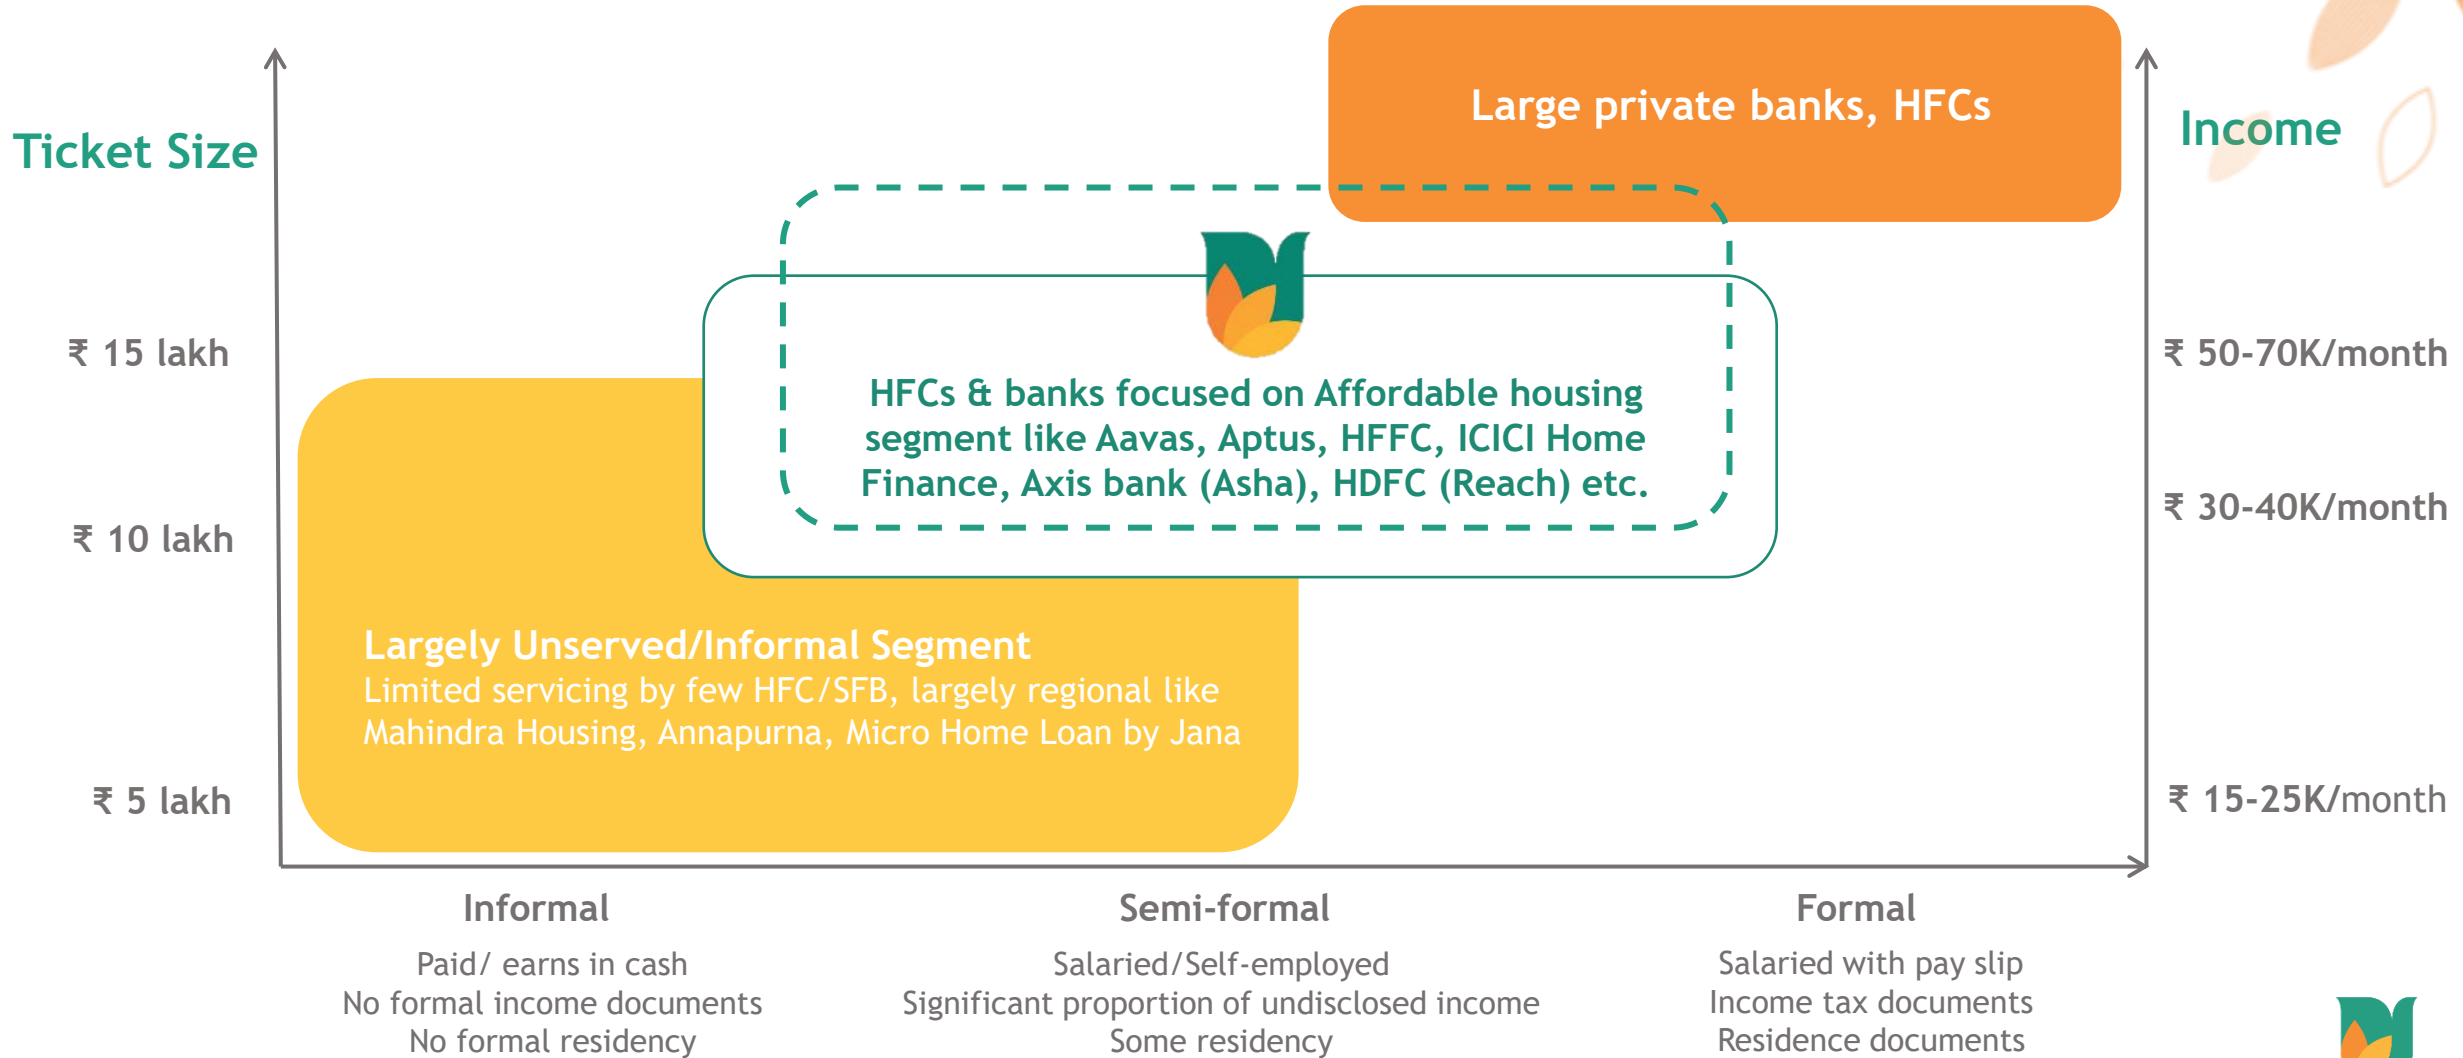 Large private banks, HFCs
Ticket Size
Income
₹ 15 lakh
₹ 50-70K/month
HFCs & banks focused on Affordable housing
segment like Aavas, Aptus, HFFC, ICICI Home
Finance, Axis bank (Asha), HDFC (Reach) etc.
₹ 10 lakh
₹ 30-40K/month
Largely Unserved/Informal Segment
Limited servicing by few HFC/SFB, largely regional like
Mahindra Housing, Annapurna, Micro Home Loan by Jana
₹ 5 lakh
₹ 15-25K/month
Informal
Paid/ earns in cash
No formal income documents
No formal residency
Semi-formal
Salaried/Self-employed
Significant proportion of undisclosed income
Some residency
Formal
Salaried with pay slip
Income tax documents
Residence documents